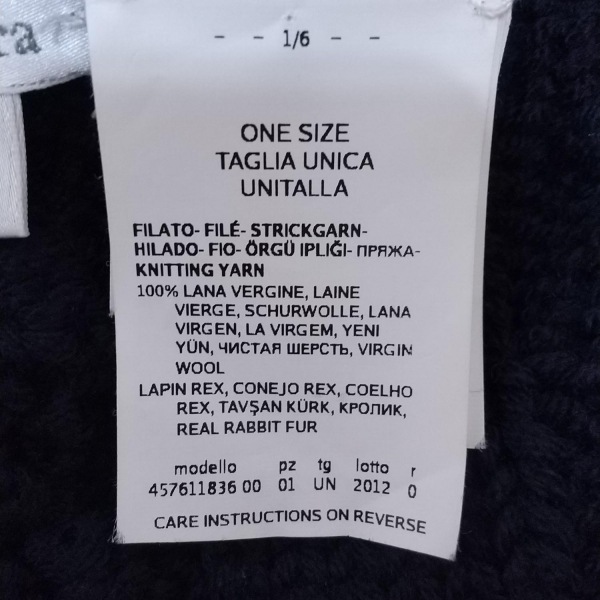 ra
- - 1/6 - -
ONE SIZE
TAGLIA UNICA
UNITALLA
FILATO- FILÉ- STRICKGARN-
HILADO- FIO- ÖRGÜ IPLIĞI- ПРЯЖА-
KNITTING YARN
100% LANA VERGINE, LAINE
VIERGE, SCHURWOLLE, LANA
VIRGEN, LA VIRGEM, YENI
YÜN, ЧИСТАЯ ШЕРСТЬ, VIRGIN
WOOL
LAPIN REX, CONEJO REX, COELHO
REX, TAVŞAN KÜRK, КРОЛИК,
REAL RABBIT FUR
modello pz tg lotto r
457611836 00 01 UN 2012 0
CARE INSTRUCTIONS ON REVERSE